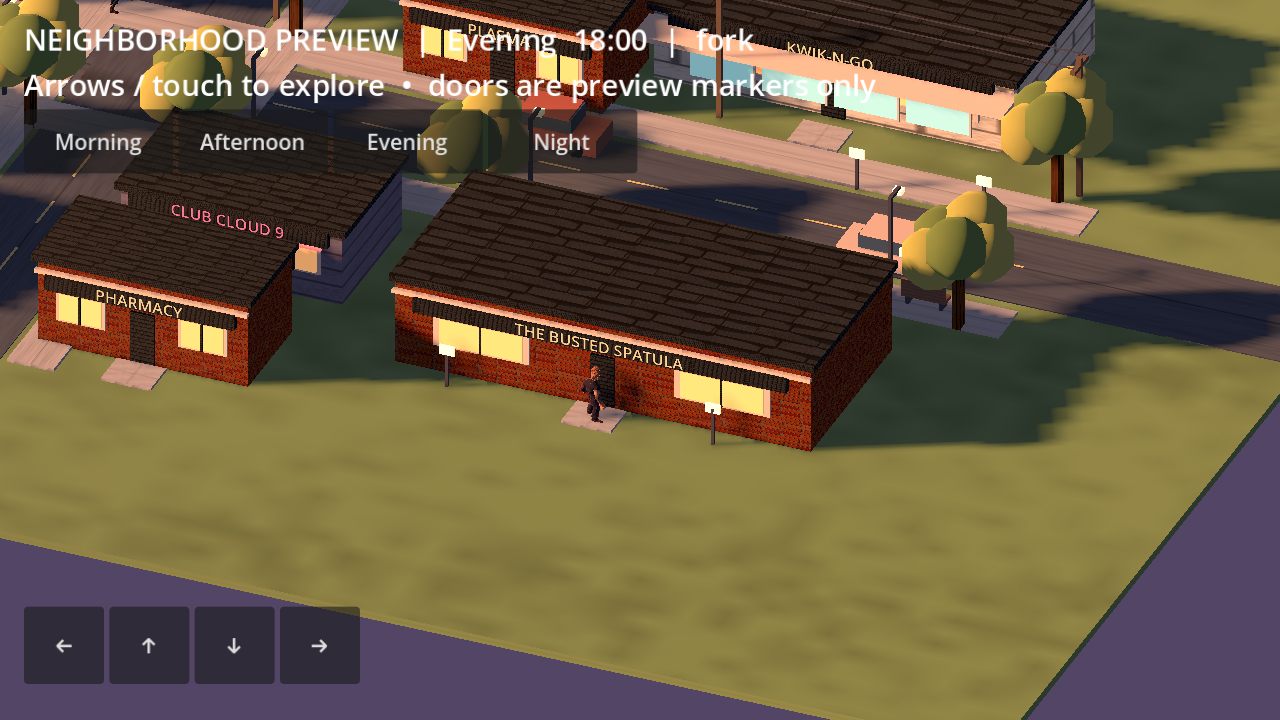 NEIGHBORHOOD PREVIEW | Evening 18:00 | fork
Arrows / touch to explore • doors are preview markers only
Morning Afternoon Evening Night
PLASMA
KWIK-N-GO
CLUB CLOUD 9
PHARMACY
THE BUSTED SPATULA
← ↑ ↓ →